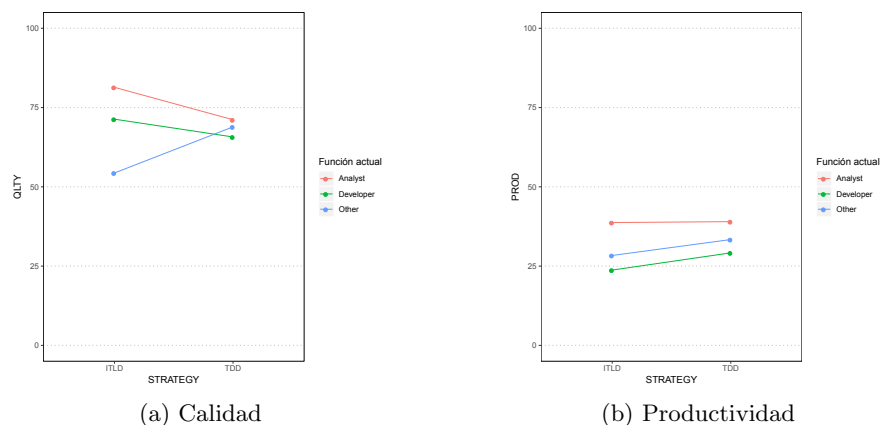 100
75
50
25
0
QLTY
ITLD
TDD
STRATEGY
Función actual
Analyst
Developer
Other
(a) Calidad
100
75
50
25
0
PROD
ITLD
TDD
STRATEGY
Función actual
Analyst
Developer
Other
(b) Productividad